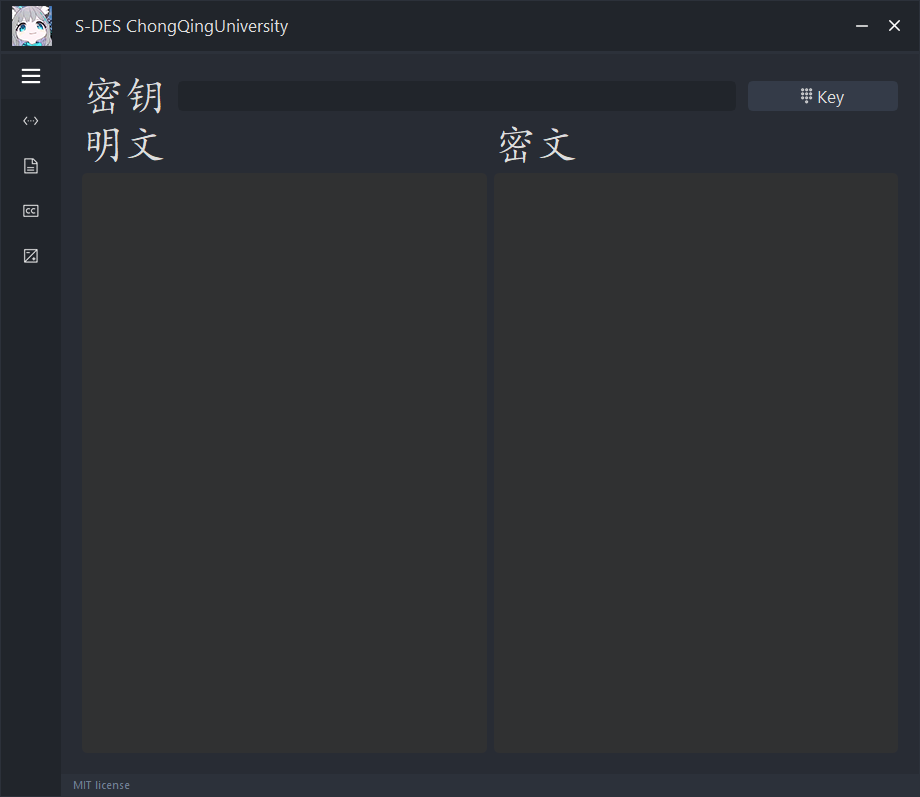 S-DES ChongQingUniversity
密钥
Key
明文
密文
MIT license